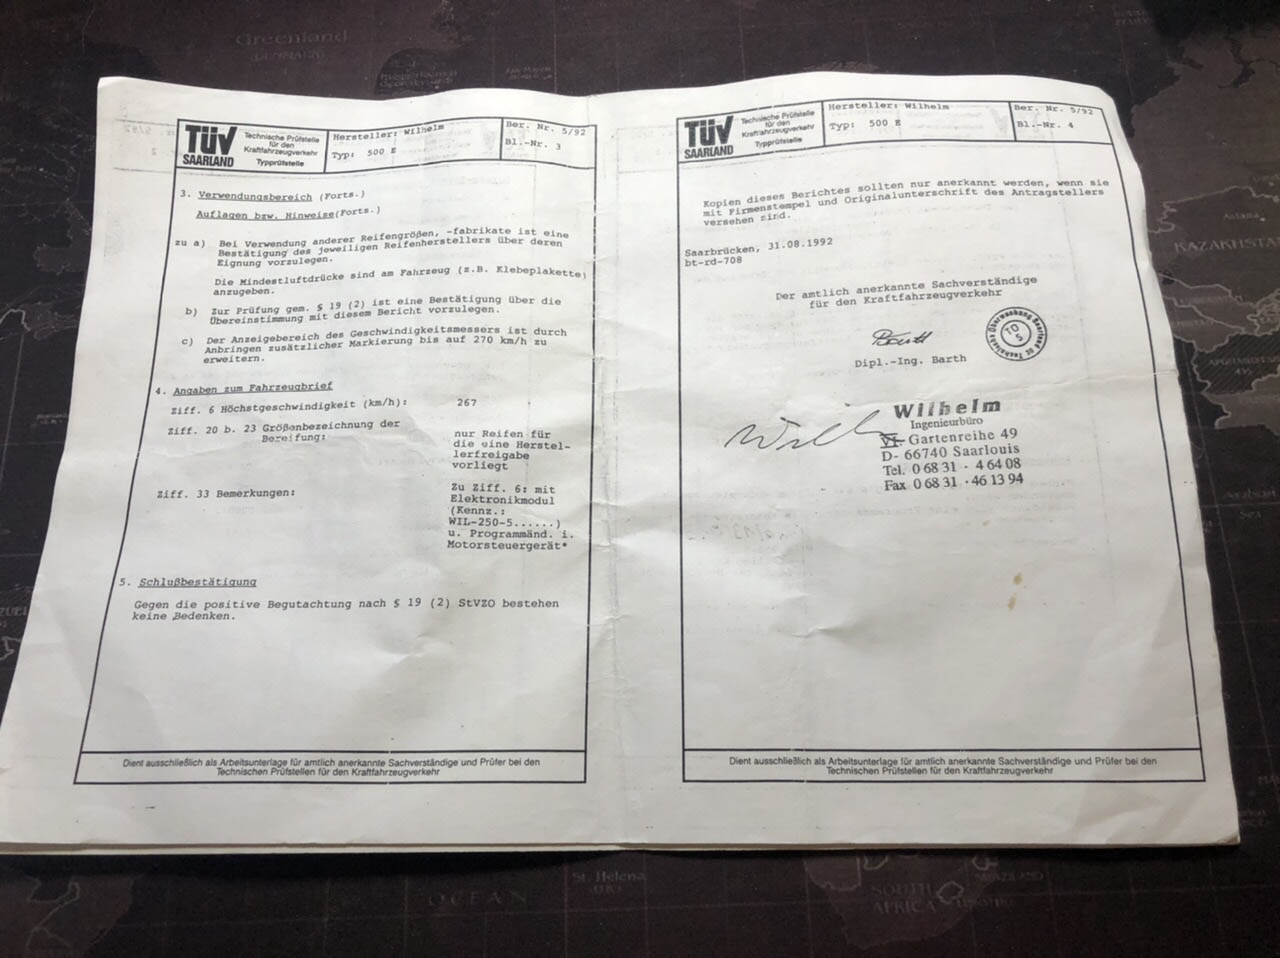 TÜV
SAARLAND
Technische Prüfstelle
für den
Kraftfahrzeugverkehr
Typprüfstelle
Hersteller: Wilhelm
Typ: 500 E
Ber. Nr. 5/92
Bl.-Nr. 3
3. Verwendungsbereich (Forts.)
Auflagen bzw. Hinweise(Forts.)
zu a) Bei Verwendung anderer Reifengrößen, -fabrikate ist eine
Bestätigung des jeweiligen Reifenherstellers über deren
Eignung vorzulegen.
Die Mindestluftdrücke sind am Fahrzeug (z.B. Klebeplakette)
anzugeben.
b) Zur Prüfung gem. § 19 (2) ist eine Bestätigung über die
Übereinstimmung mit diesem Bericht vorzulegen.
c) Der Anzeigebereich des Geschwindigkeitsmessers ist durch
Anbringen zusätzlicher Markierung bis auf 270 km/h zu
erweitern.
4. Angaben zum Fahrzeugbrief
Ziff. 6 Höchstgeschwindigkeit (km/h): 267
Ziff. 20 b. 23 Größenbezeichnung der
Bereifung:
nur Reifen für
die eine Herstel-
lerfreigabe
vorliegt
Ziff. 33 Bemerkungen:
Zu Ziff. 6: mit
Elektronikmodul
(Kennz.:
WIL-250-5......)
u. Programmänd. i.
Motorsteuergerät*
5. Schlußbestätigung
Gegen die positive Begutachtung nach § 19 (2) StVZO bestehen
keine Bedenken.
Dient ausschließlich als Arbeitsunterlage für amtlich anerkannte Sachverständige und Prüfer bei den
Technischen Prüfstellen für den Kraftfahrzeugverkehr
TÜV
SAARLAND
Technische Prüfstelle
für den
Kraftfahrzeugverkehr
Typprüfstelle
Hersteller: Wilhelm
Typ: 500 E
Ber. Nr. 5/92
Bl.-Nr. 4
Kopien dieses Berichtes sollten nur anerkannt werden, wenn sie
mit Firmenstempel und Originalunterschrift des Antragstellers
versehen sind.
Saarbrücken, 31.08.1992
bt-rd-708
Der amtlich anerkannte Sachverständige
für den Kraftfahrzeugverkehr
Barth
Dipl.-Ing. Barth
Wilhelm
Ingenieurbüro
Gartenreihe 49
D- 66740 Saarlouis
Tel. 0 68 31 · 4 64 08
Fax 0 68 31 · 46 13 94
Dient ausschließlich als Arbeitsunterlage für amtlich anerkannte Sachverständige und Prüfer bei den
Technischen Prüfstellen für den Kraftfahrzeugverkehr
Greenland
KAZAKHSTAN
St. Helena
OCEAN
SOUTH
AFRICA